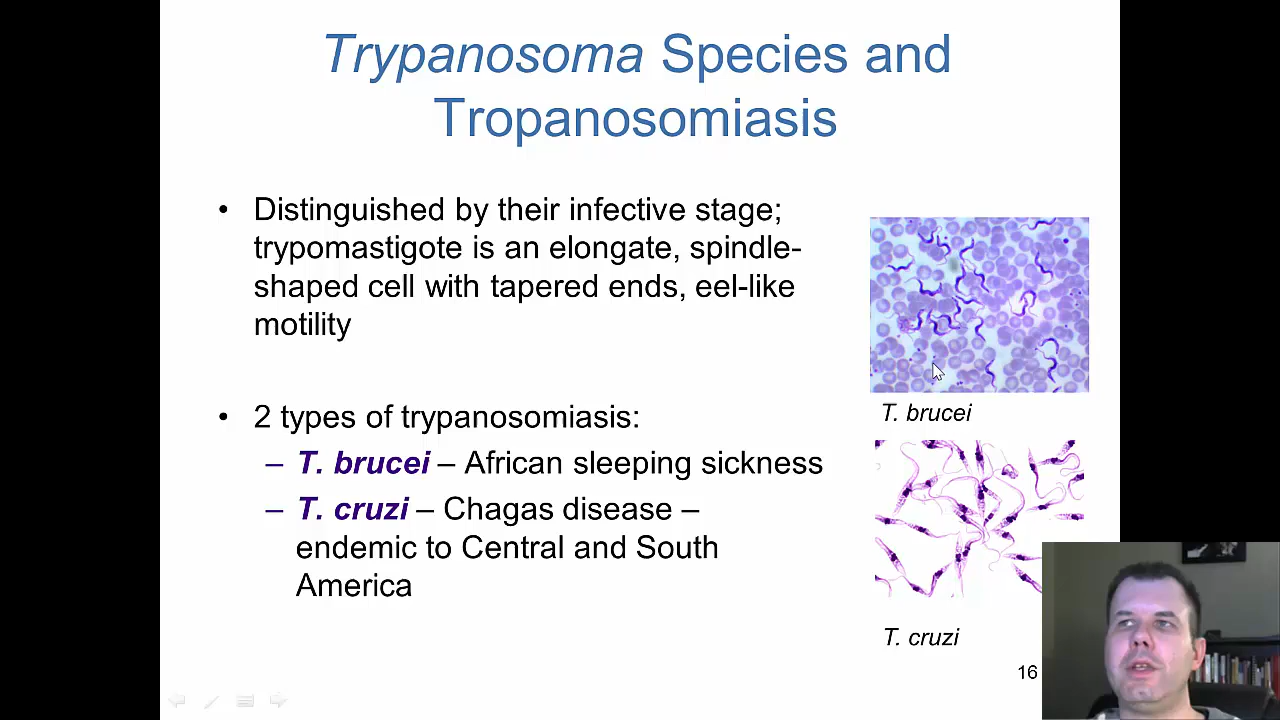 Trypanosoma Species and
Tropanosomiasis
• Distinguished by their infective stage;
trypomastigote is an elongate, spindle-
shaped cell with tapered ends, eel-like
motility
• 2 types of trypanosomiasis:
– T. brucei – African sleeping sickness
– T. cruzi – Chagas disease –
endemic to Central and South
America
T. brucei
T. cruzi
16